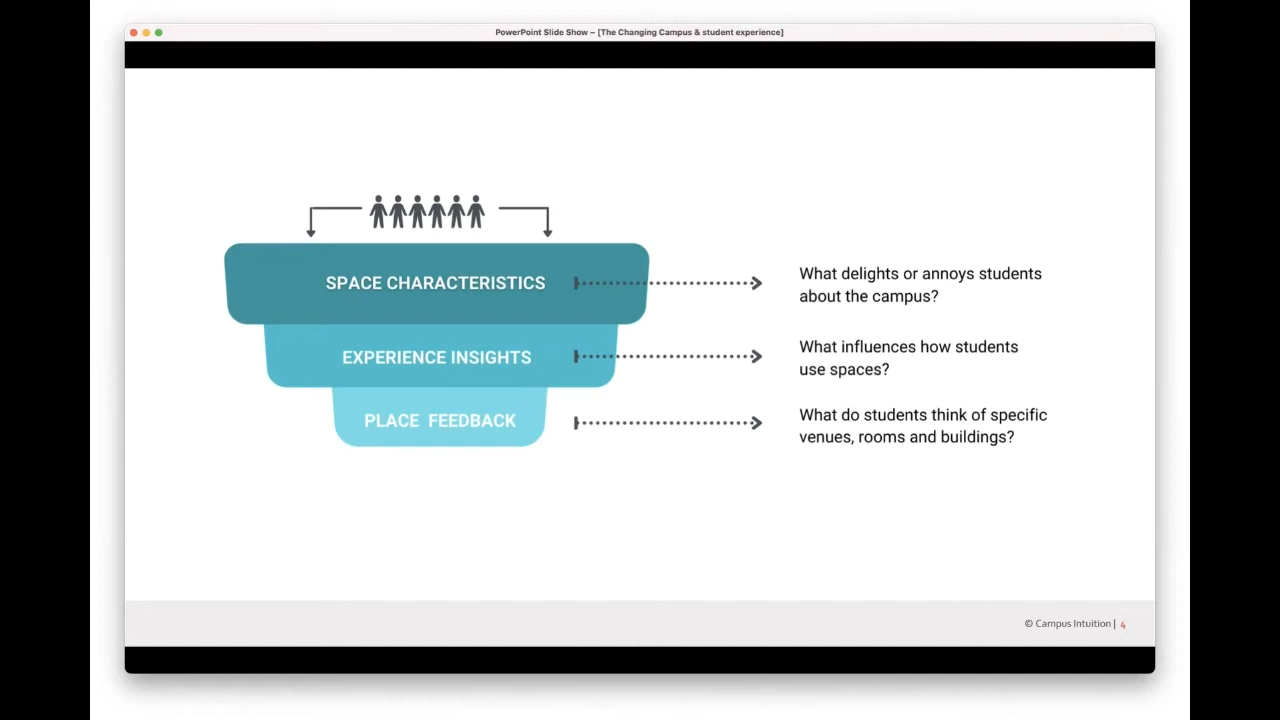 PowerPoint Slide Show – [The Changing Campus & student experience]
SPACE CHARACTERISTICS
What delights or annoys students
about the campus?
EXPERIENCE INSIGHTS
What influences how students
use spaces?
PLACE FEEDBACK
What do students think of specific
venues, rooms and buildings?
© Campus Intuition | 4